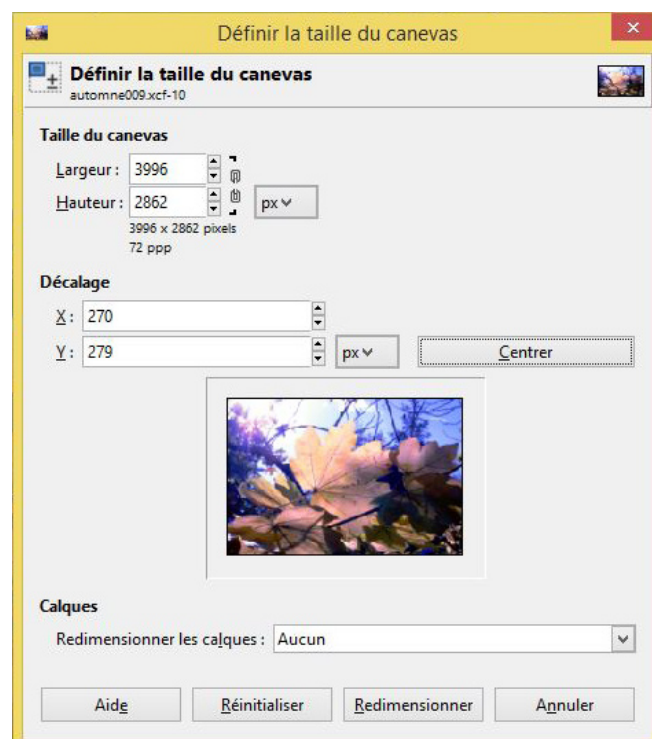 Définir la taille du canevas
Définir la taille du canevas
automne009.xcf-10
Taille du canevas
Largeur : 3996
Hauteur : 2862 px
3996 x 2862 pixels
72 ppp
Décalage
X : 270
Y : 279 px Centrer
Calques
Redimensionner les calques : Aucun
Aide Réinitialiser Redimensionner Annuler